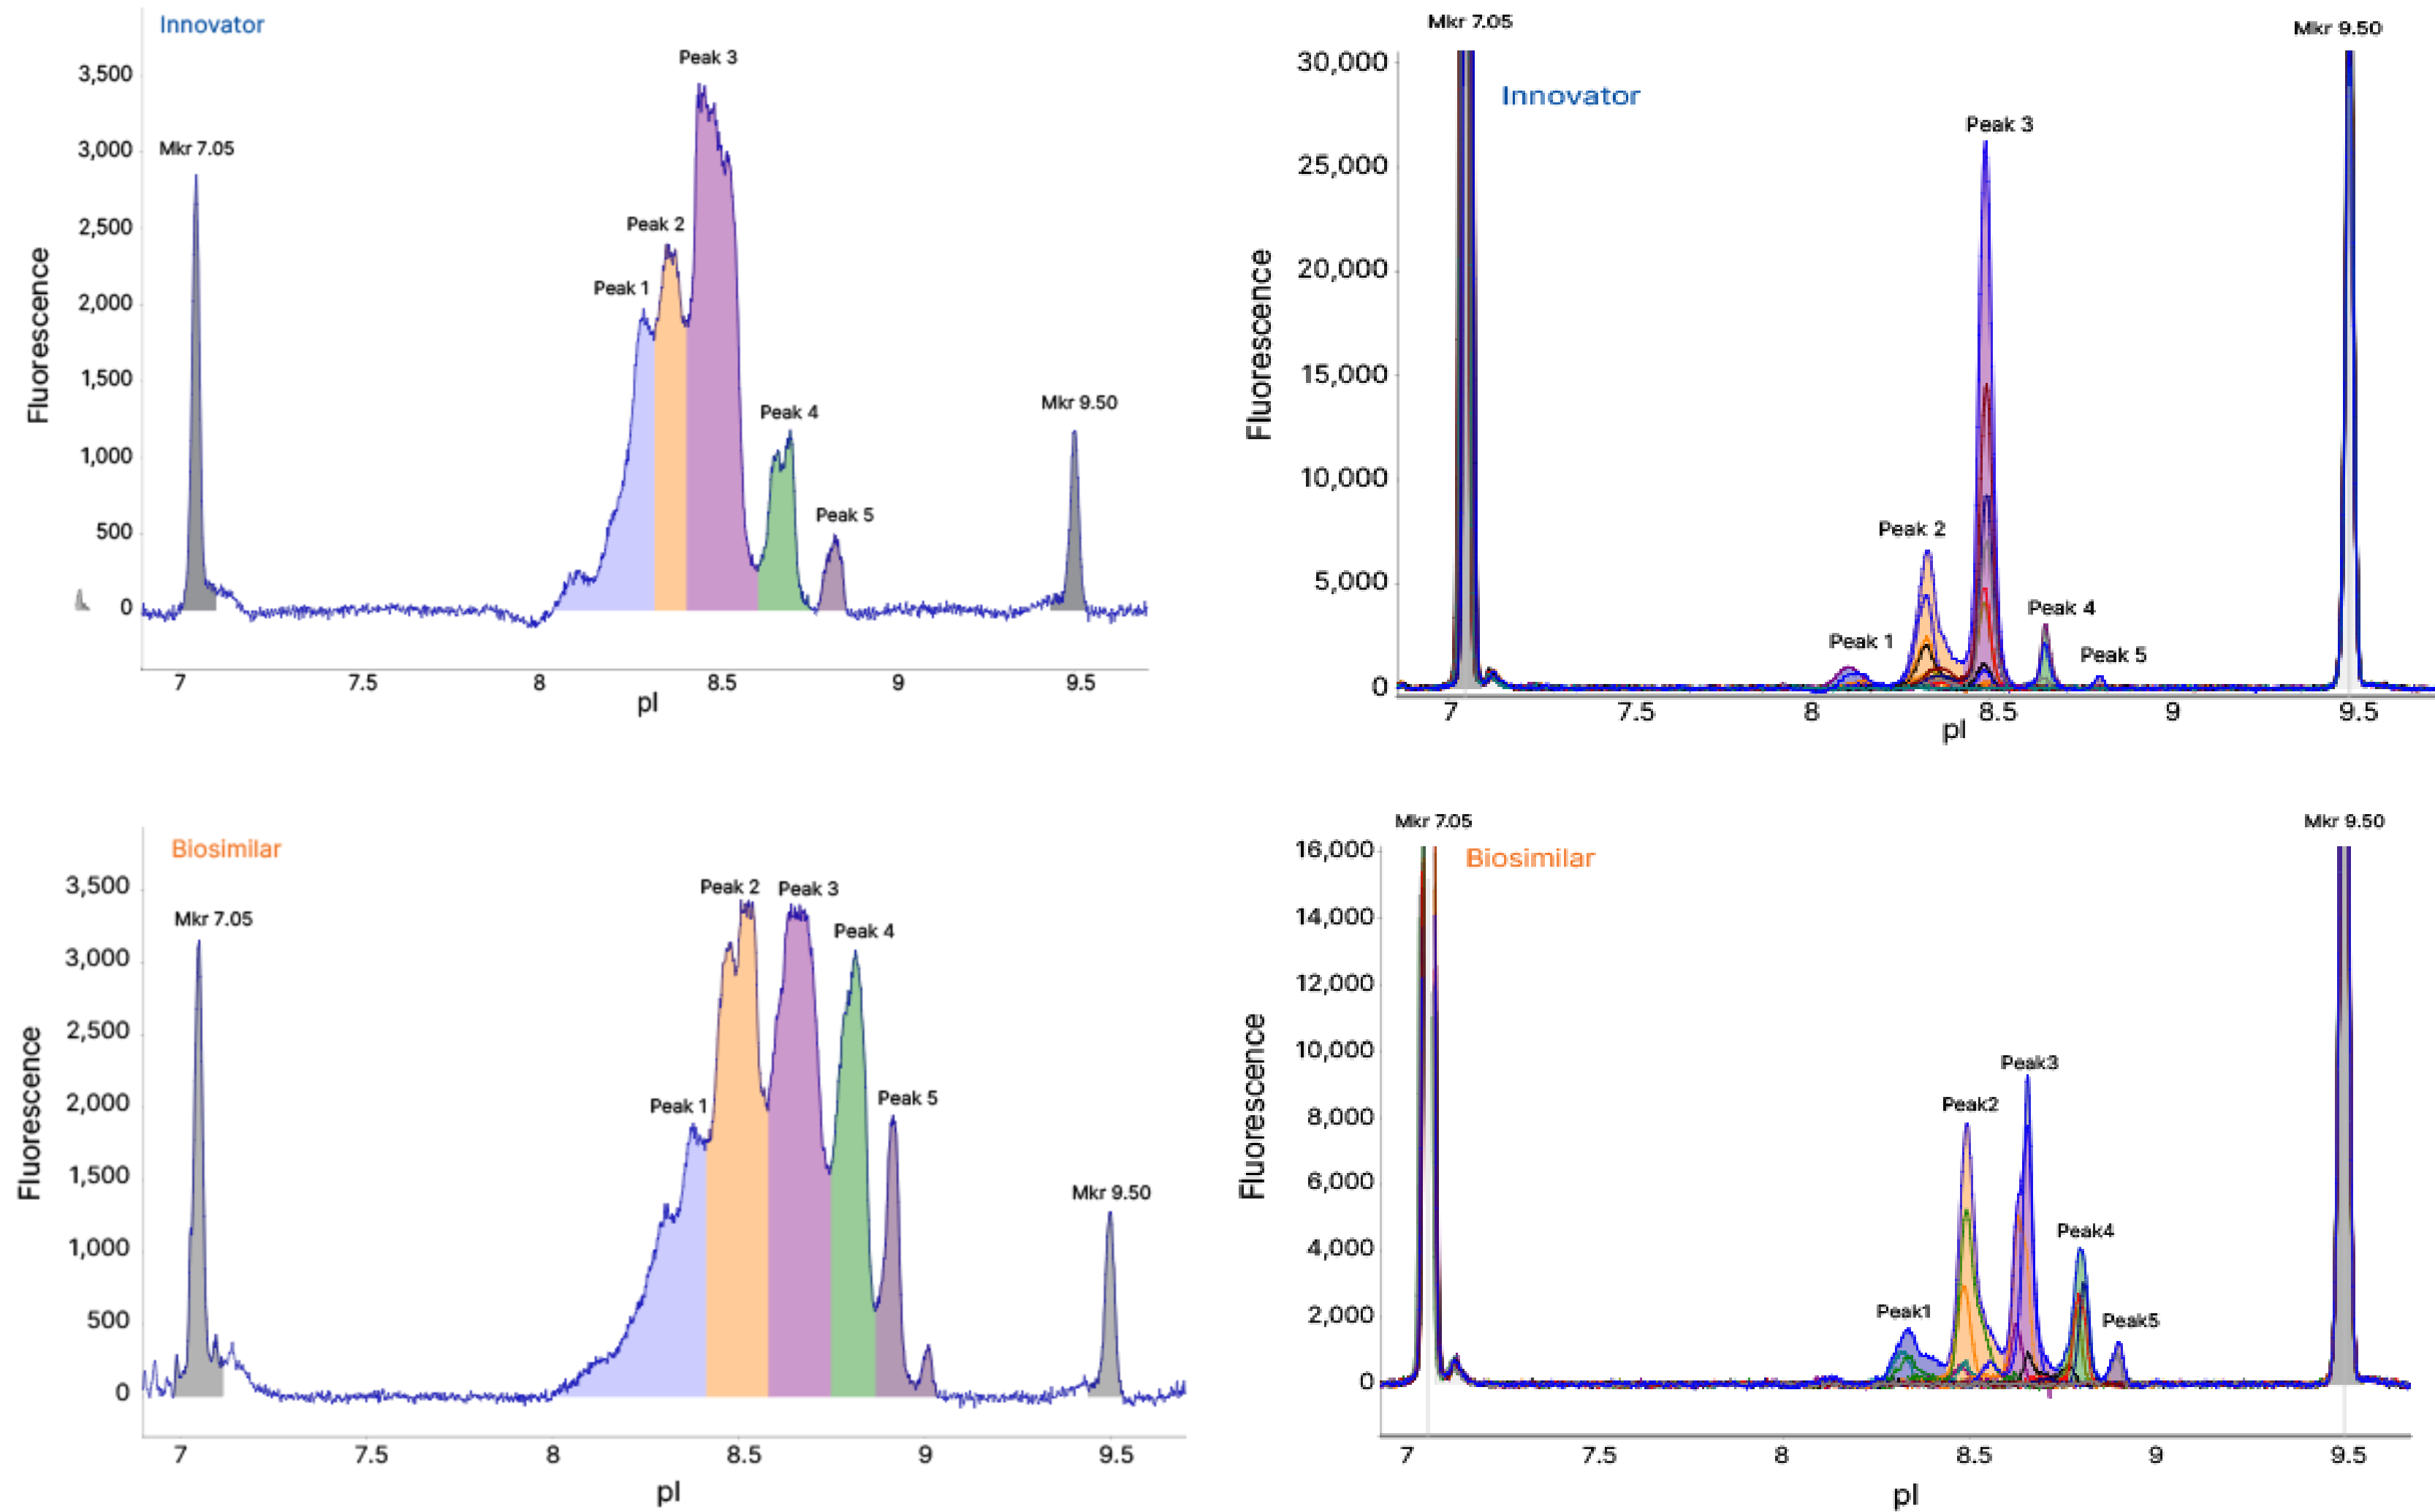 Innovator
Peak 3
3,500
3,000
Mkr 7.05
2,500
Peak 2
2,000
Peak 1
1,500
Peak 4
Mkr 9.50
1,000
500
Peak 5
0
Fluorescence
7 7.5 8 8.5 9 9.5
pI
Mkr 7.05
Mkr 9.50
30,000
Innovator
Peak 3
25,000
20,000
15,000
10,000
Peak 2
5,000
Peak 4
Peak 1
Peak 5
0
Fluorescence
7 7.5 8 8.5 9 9.5
pI
Biosimilar
3,500
Peak 2
Peak 3
Mkr 7.05
Peak 4
3,000
2,500
2,000
Peak 1
Peak 5
1,500
Mkr 9.50
1,000
500
0
Fluorescence
7 7.5 8 8.5 9 9.5
pI
Mkr 7.05
Mkr 9.50
16,000
Biosimilar
14,000
12,000
10,000
Peak3
Peak2
8,000
6,000
4,000
Peak4
2,000
Peak1
Peak5
0
Fluorescence
7 7.5 8 8.5 9 9.5
pI